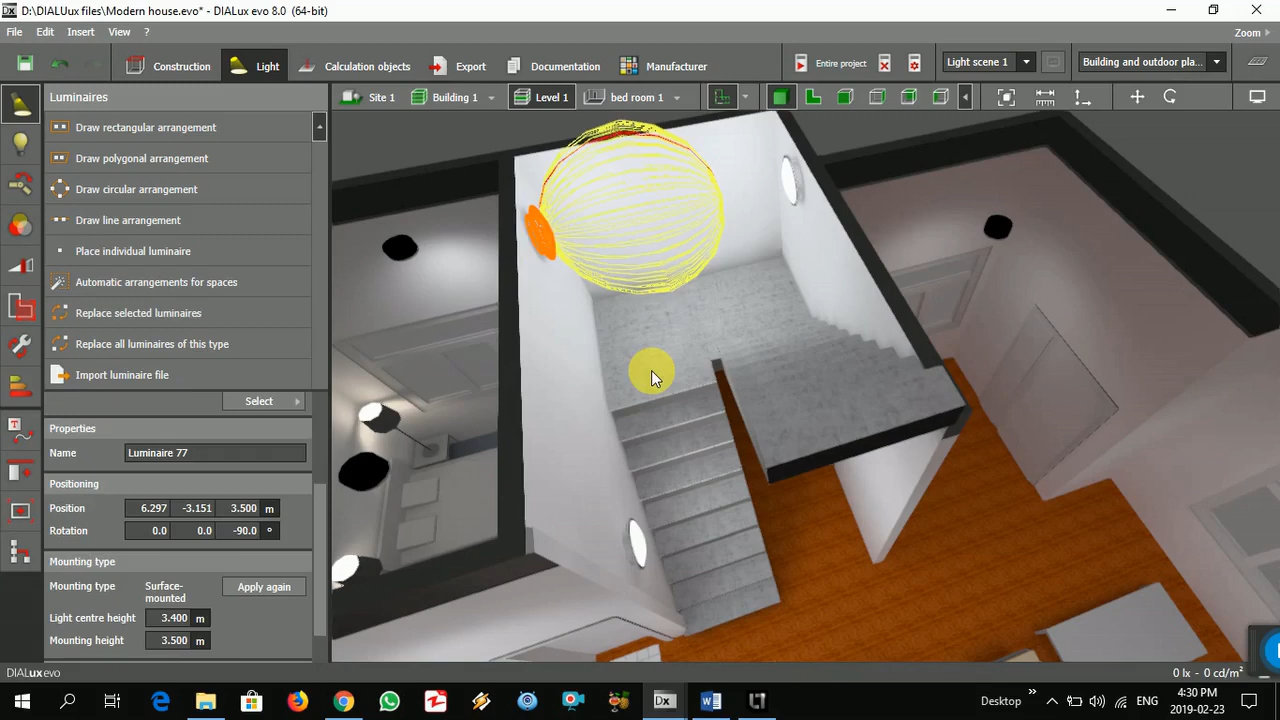 D:\DIALUux files\Modern house.evo* - DIALux evo 8.0 (64-bit)
File Edit Insert View ? Zoom
Construction Light Calculation objects Export Documentation Manufacturer Entire project Light scene 1 Building and outdoor pla...
Luminaires
Site 1 Building 1 Level 1 bed room 1
Draw rectangular arrangement
Draw polygonal arrangement
Draw circular arrangement
Draw line arrangement
Place individual luminaire
Automatic arrangements for spaces
Replace selected luminaires
Replace all luminaires of this type
Import luminaire file
Select
Properties
Name Luminaire 77
Positioning
Position 6.297 -3.151 3.500 m
Rotation 0.0 0.0 -90.0 °
Mounting type
Mounting type Surface-mounted Apply again
Light centre height 3.400 m
Mounting height 3.500 m
DIALux evo 0 lx - 0 cd/m²
Desktop » ENG 4:30 PM
2019-02-23